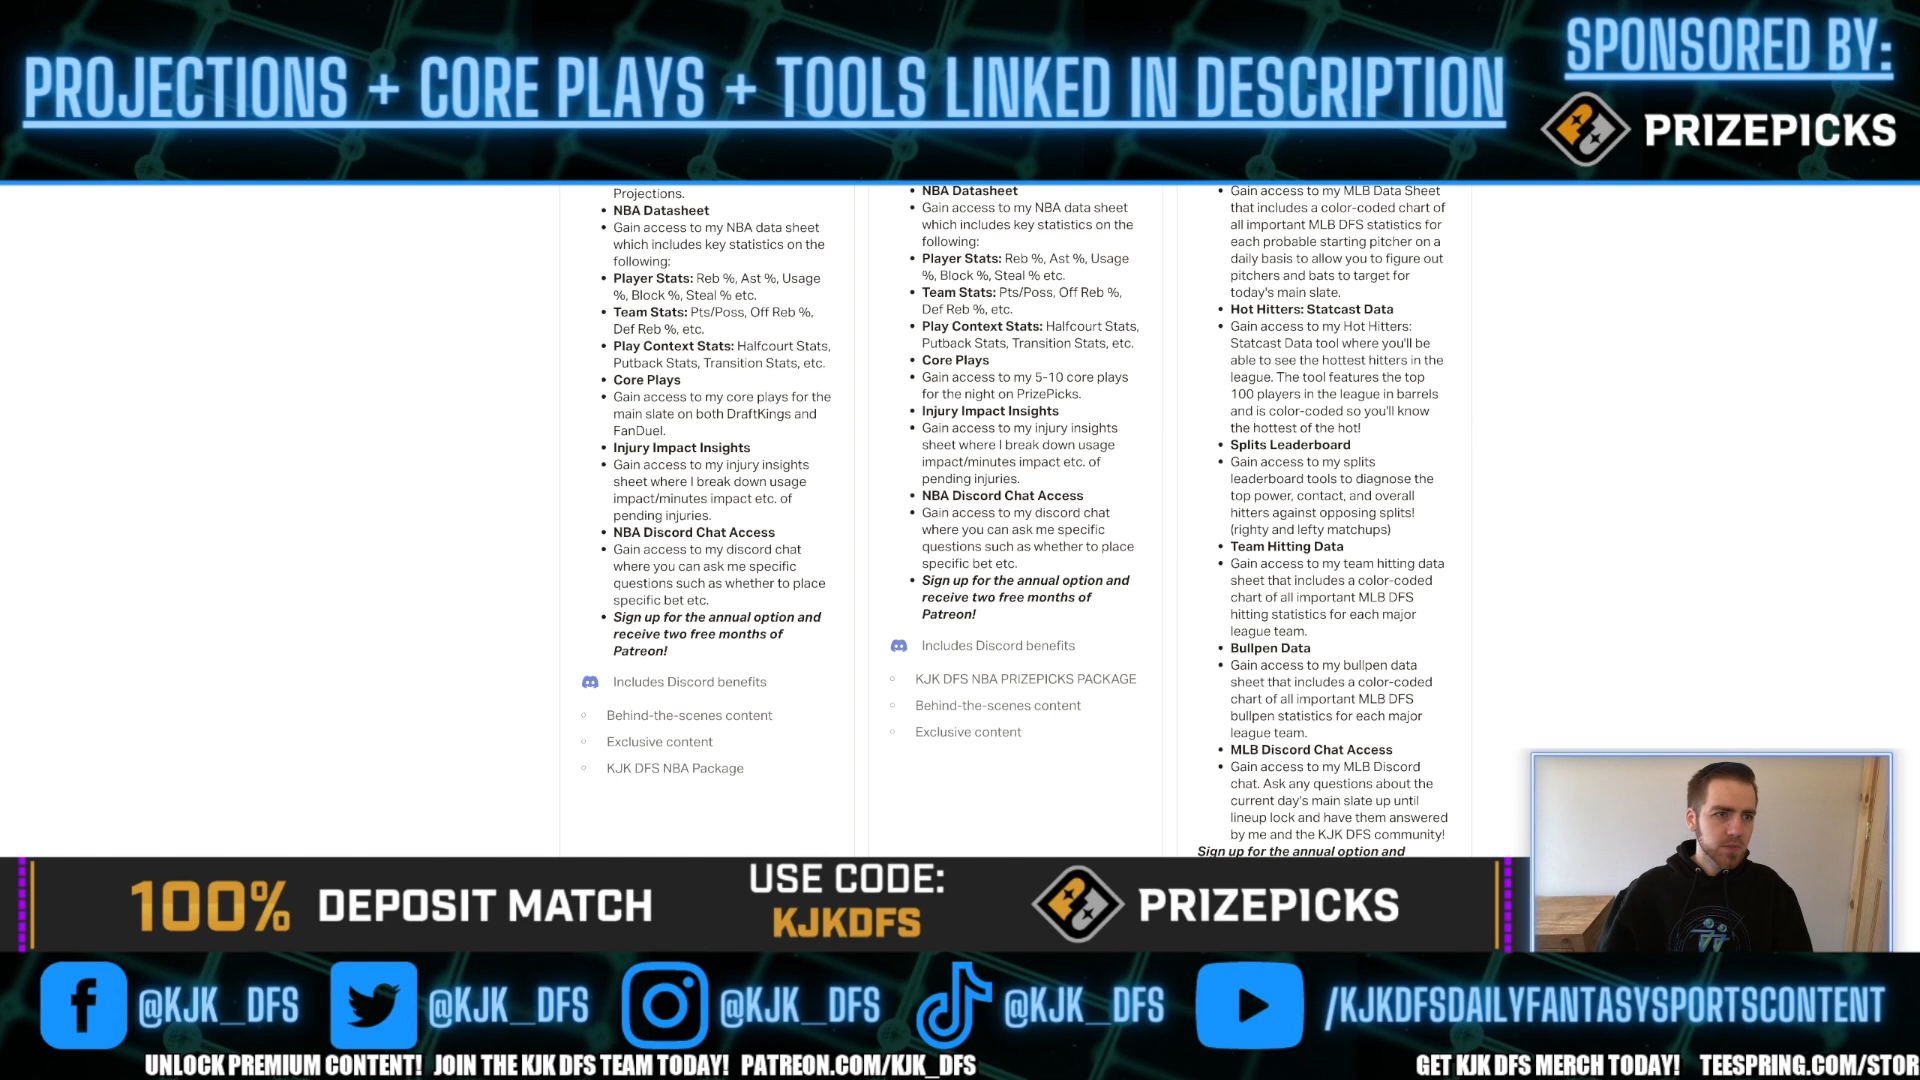 PROJECTIONS + CORE PLAYS + TOOLS LINKED IN DESCRIPTION
SPONSORED BY:
PRIZEPICKS
Projections.
• NBA Datasheet
• Gain access to my NBA data sheet
which includes key statistics on the
following:
• Player Stats: Reb %, Ast %, Usage
%, Block %, Steal % etc.
• Team Stats: Pts/Poss, Off Reb %,
Def Reb %, etc.
• Play Context Stats: Halfcourt Stats,
Putback Stats, Transition Stats, etc.
• Core Plays
• Gain access to my core plays for the
main slate on both DraftKings and
FanDuel.
• Injury Impact Insights
• Gain access to my injury insights
sheet where I break down usage
impact/minutes impact etc. of
pending injuries.
• NBA Discord Chat Access
• Gain access to my discord chat
where you can ask me specific
questions such as whether to place
specific bet etc.
• Sign up for the annual option and
receive two free months of
Patreon!
Includes Discord benefits
Behind-the-scenes content
Exclusive content
KJK DFS NBA Package
• NBA Datasheet
• Gain access to my NBA data sheet
which includes key statistics on the
following:
• Player Stats: Reb %, Ast %, Usage
%, Block %, Steal % etc.
• Team Stats: Pts/Poss, Off Reb %,
Def Reb %, etc.
• Play Context Stats: Halfcourt Stats,
Putback Stats, Transition Stats, etc.
• Core Plays
• Gain access to my 5-10 core plays
for the night on PrizePicks.
• Injury Impact Insights
• Gain access to my injury insights
sheet where I break down usage
impact/minutes impact etc. of
pending injuries.
• NBA Discord Chat Access
• Gain access to my discord chat
where you can ask me specific
questions such as whether to place
specific bet etc.
• Sign up for the annual option and
receive two free months of
Patreon!
Includes Discord benefits
KJK DFS NBA PRIZEPICKS PACKAGE
Behind-the-scenes content
Exclusive content
• Gain access to my MLB Data Sheet
that includes a color-coded chart of
all important MLB DFS statistics for
each probable starting pitcher on a
daily basis to allow you to figure out
pitchers and bats to target for
today's main slate.
• Hot Hitters: Statcast Data
• Gain access to my Hot Hitters:
Statcast Data tool where you'll be
able to see the hottest hitters in the
league. The tool features the top
100 players in the league in barrels
and is color-coded so you'll know
the hottest of the hot!
• Splits Leaderboard
• Gain access to my splits
leaderboard tools to diagnose the
top power, contact, and overall
hitters against opposing splits!
(righty and lefty matchups)
• Team Hitting Data
• Gain access to my team hitting data
sheet that includes a color-coded
chart of all important MLB DFS
hitting statistics for each major
league team.
• Bullpen Data
• Gain access to my bullpen data
sheet that includes a color-coded
chart of all important MLB DFS
bullpen statistics for each major
league team.
• MLB Discord Chat Access
• Gain access to my MLB Discord
chat. Ask any questions about the
current day's main slate up until
lineup lock and have them answered
by me and the KJK DFS community!
Sign up for the annual option and
100% DEPOSIT MATCH
USE CODE:
KJKDFS
PRIZEPICKS
@KJK_DFS
@KJK_DFS
@KJK_DFS
@KJK_DFS
/KJKDFSDAILYFANTASYSPORTSCONTENT
UNLOCK PREMIUM CONTENT! JOIN THE KJK DFS TEAM TODAY! PATREON.COM/KJK_DFS
GET KJK DFS MERCH TODAY! TEESPRING.COM/STOR